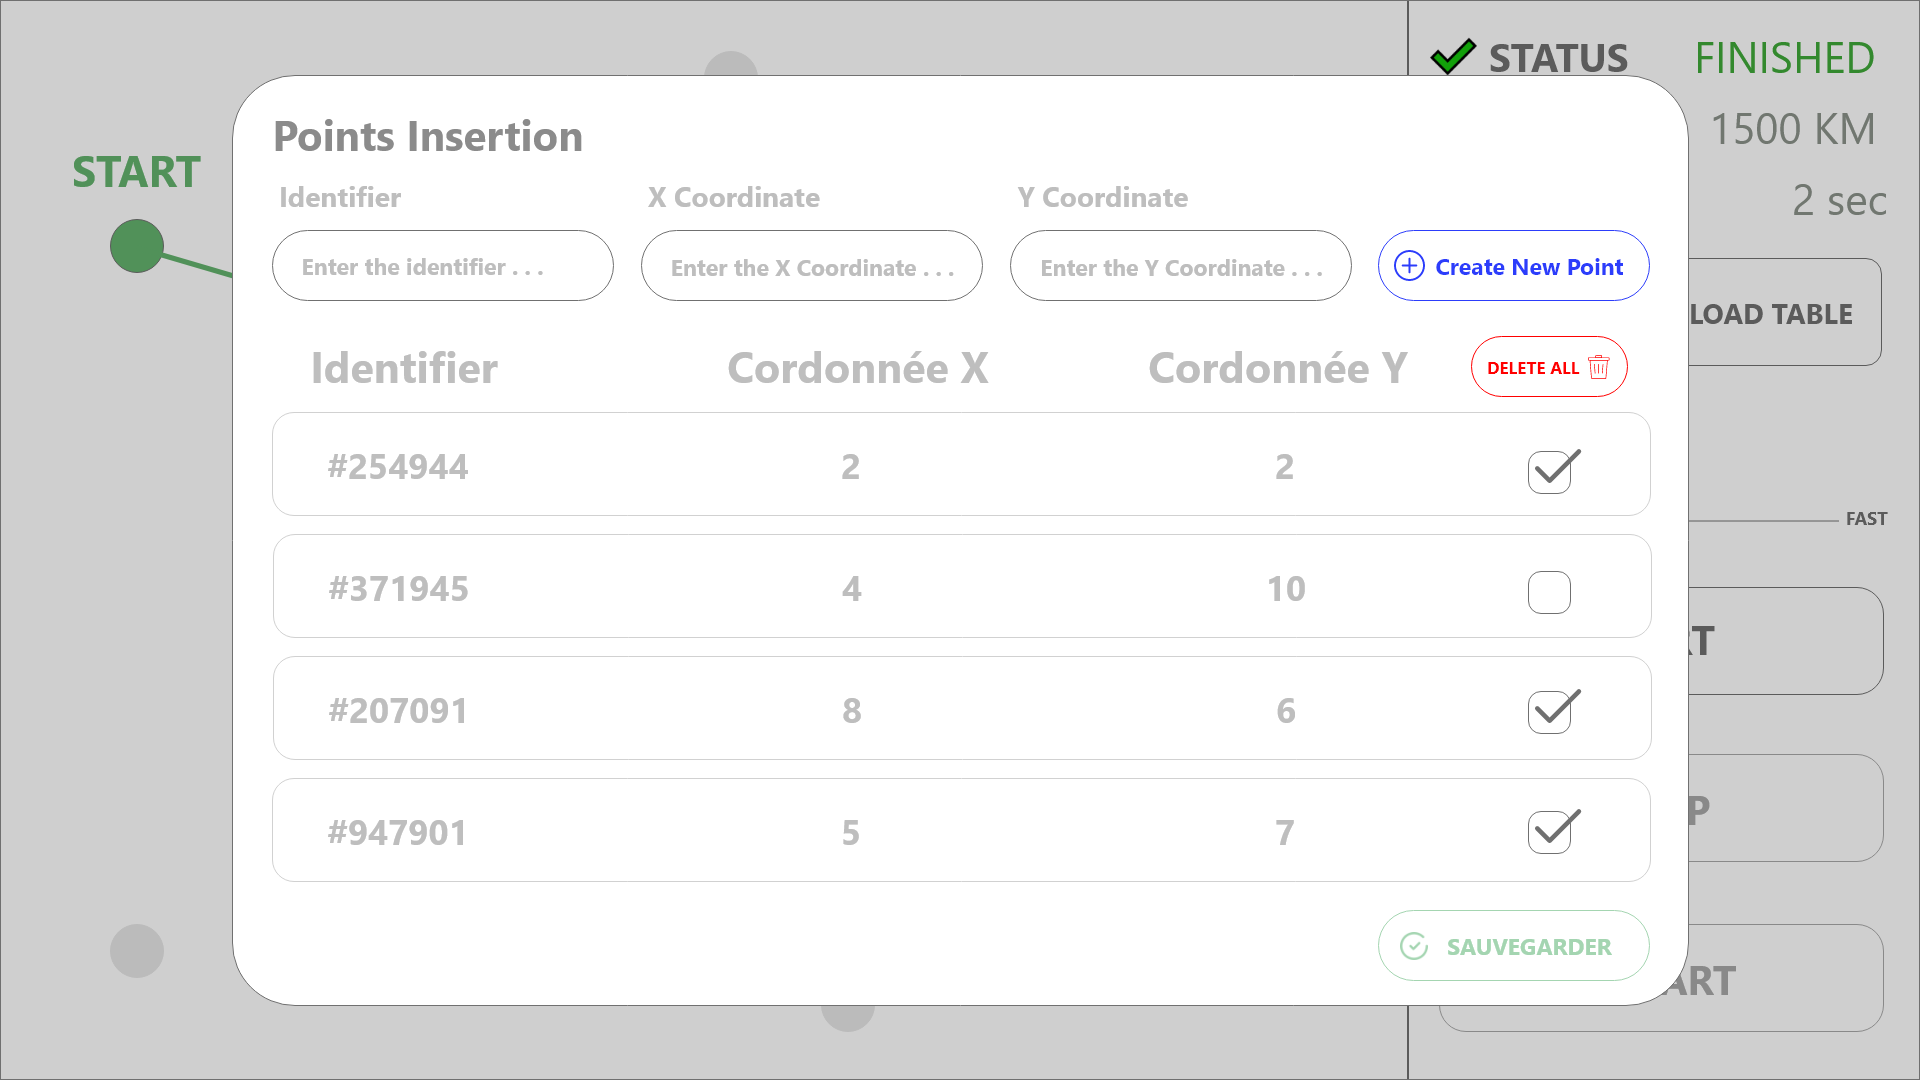 STATUS FINISHED
1500 KM
2 sec
START
Points Insertion
Identifier X Coordinate Y Coordinate
Enter the identifier . . . Enter the X Coordinate . . . Enter the Y Coordinate . . . Create New Point
LOAD TABLE
Identifier Cordonnée X Cordonnée Y DELETE ALL
#254944 2 2
FAST
#371945 4 10
RT
#207091 8 6
P
#947901 5 7
SAUVEGARDER
ART